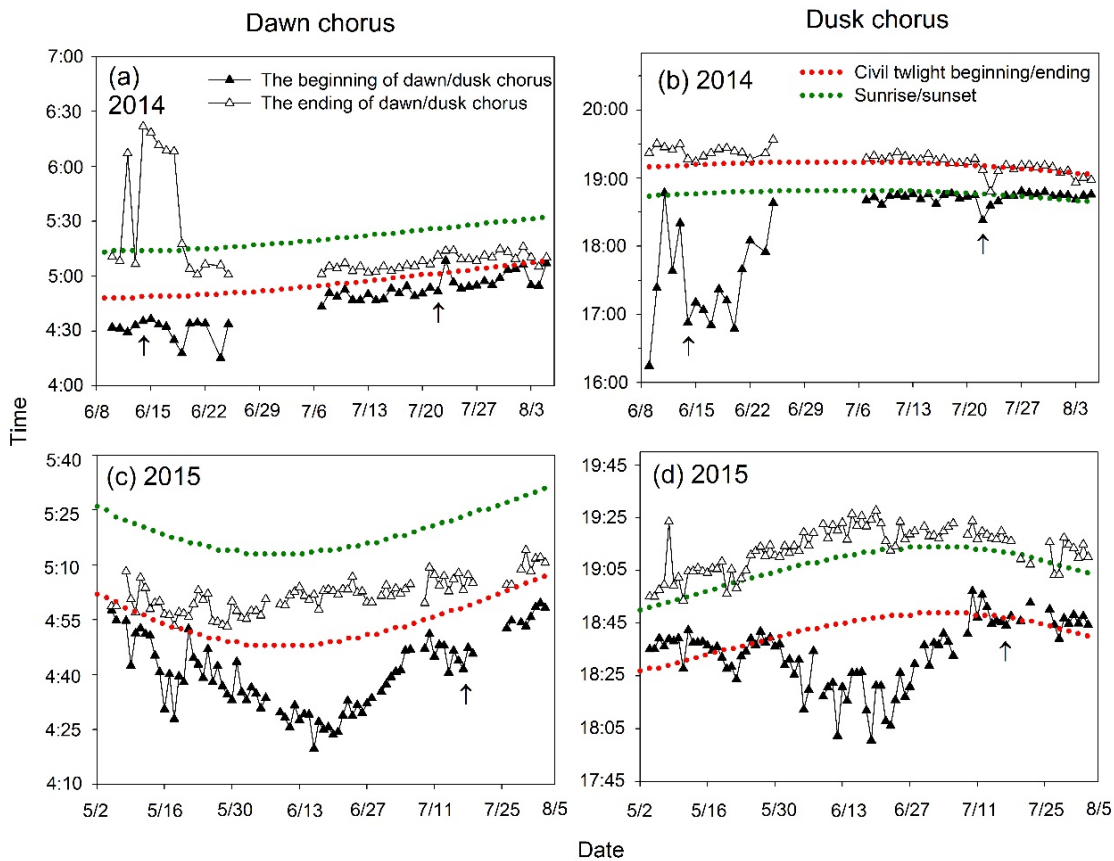 Dawn chorus
Dusk chorus
7:00
6:30
6:00
5:30
5:00
4:30
4:00
(a)
2014
The beginning of dawn/dusk chorus
The ending of dawn/dusk chorus
6/8 6/15 6/22 6/29 7/6 7/13 7/20 7/27 8/3
20:00
19:00
18:00
17:00
16:00
(b) 2014
Civil twlight beginning/ending
Sunrise/sunset
6/8 6/15 6/22 6/29 7/6 7/13 7/20 7/27 8/3
Time
5:40
5:25
5:10
4:55
4:40
4:25
4:10
(c) 2015
5/2 5/16 5/30 6/13 6/27 7/11 7/25 8/5
19:45
19:25
19:05
18:45
18:25
18:05
17:45
(d) 2015
5/2 5/16 5/30 6/13 6/27 7/11 7/25 8/5
Date